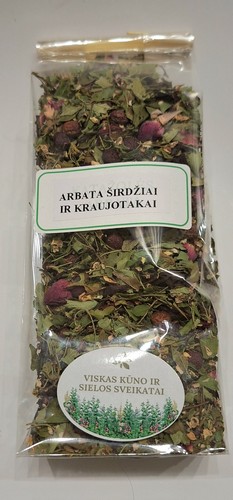 ARBATA ŠIRDŽIAI
IR KRAUJOTAKAI
VISKAS KŪNO IR
SIELOS SVEIKATAI